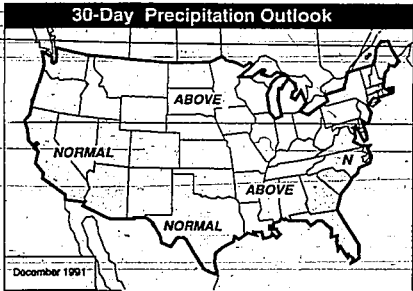 30-Day Precipitation Outlook
ABOVE
NORMAL
N
ABOVE
NORMAL
December 1991